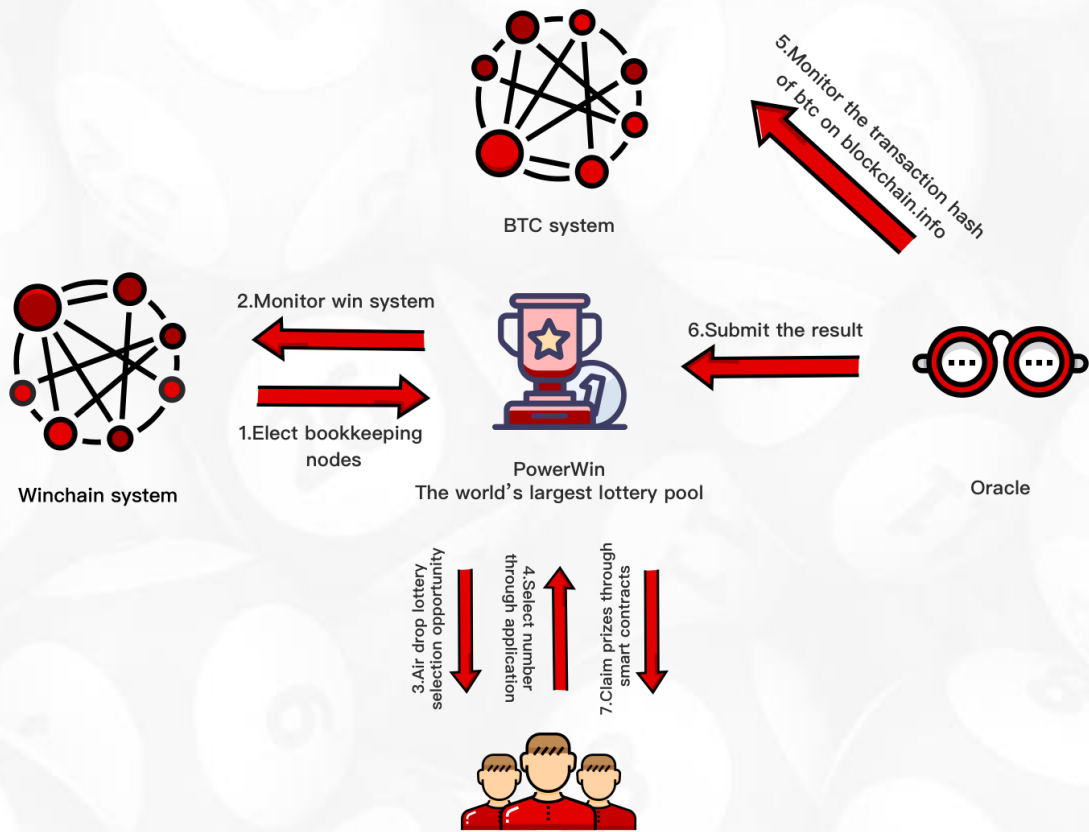 5.Monitor the transaction hash
of btc on blockchain.info
BTC system
2.Monitor win system
6.Submit the result
1.Elect bookkeeping
nodes
Winchain system
PowerWin
The world’s largest lottery pool
Oracle
3.Air drop lottery
selection opportunity
4.Select number
through application
7.Claim prizes through
smart contracts